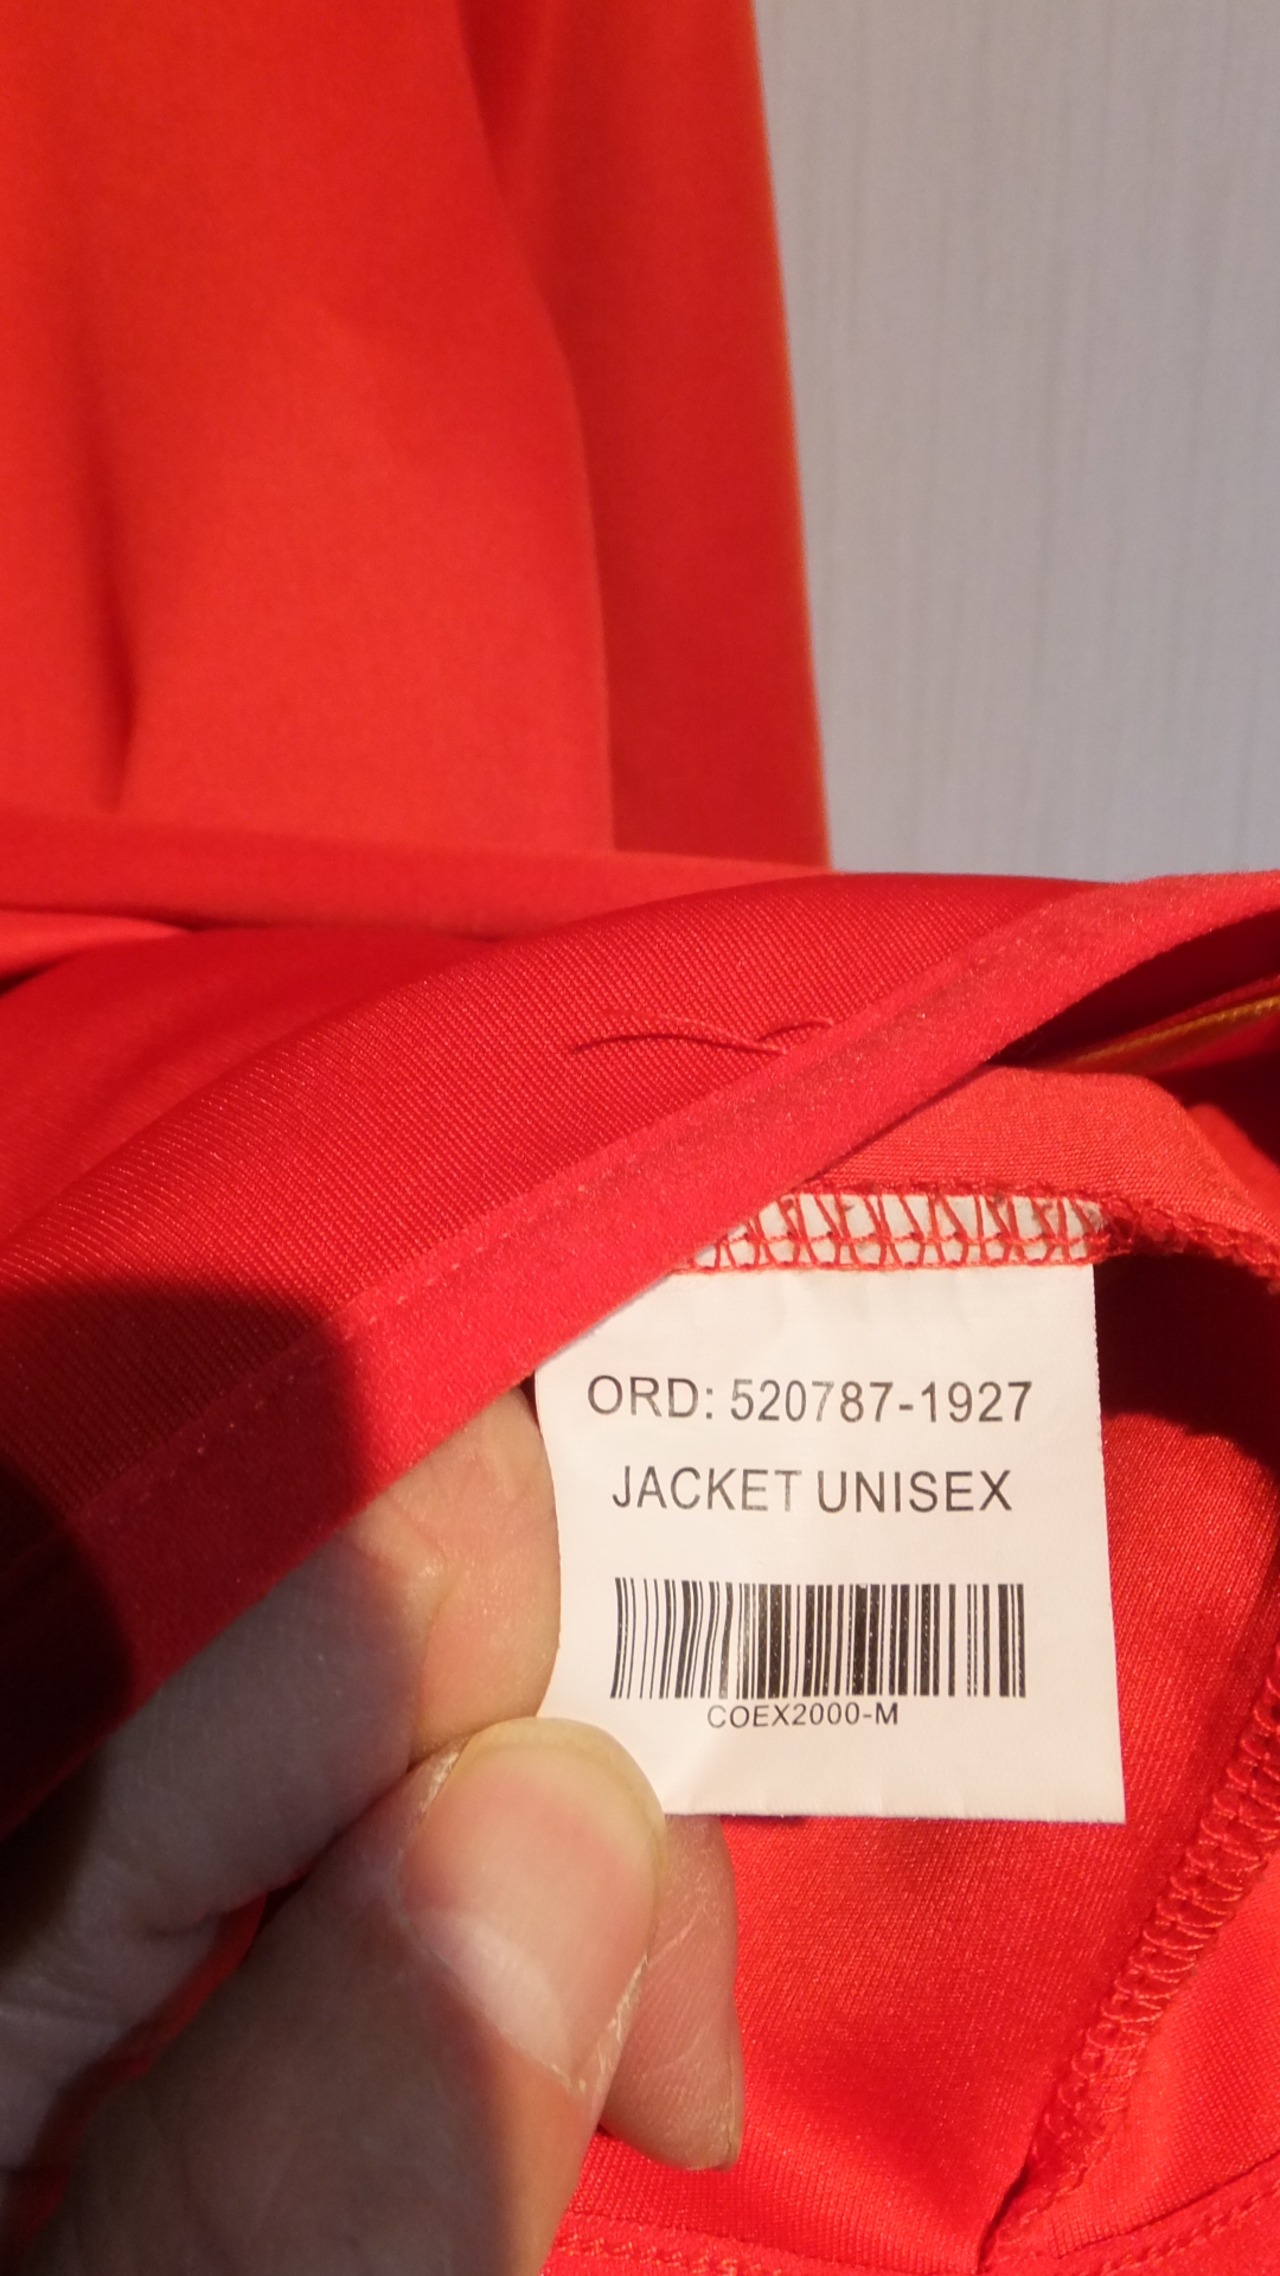 ORD: 520787-1927
JACKET UNISEX
COEX2000-M